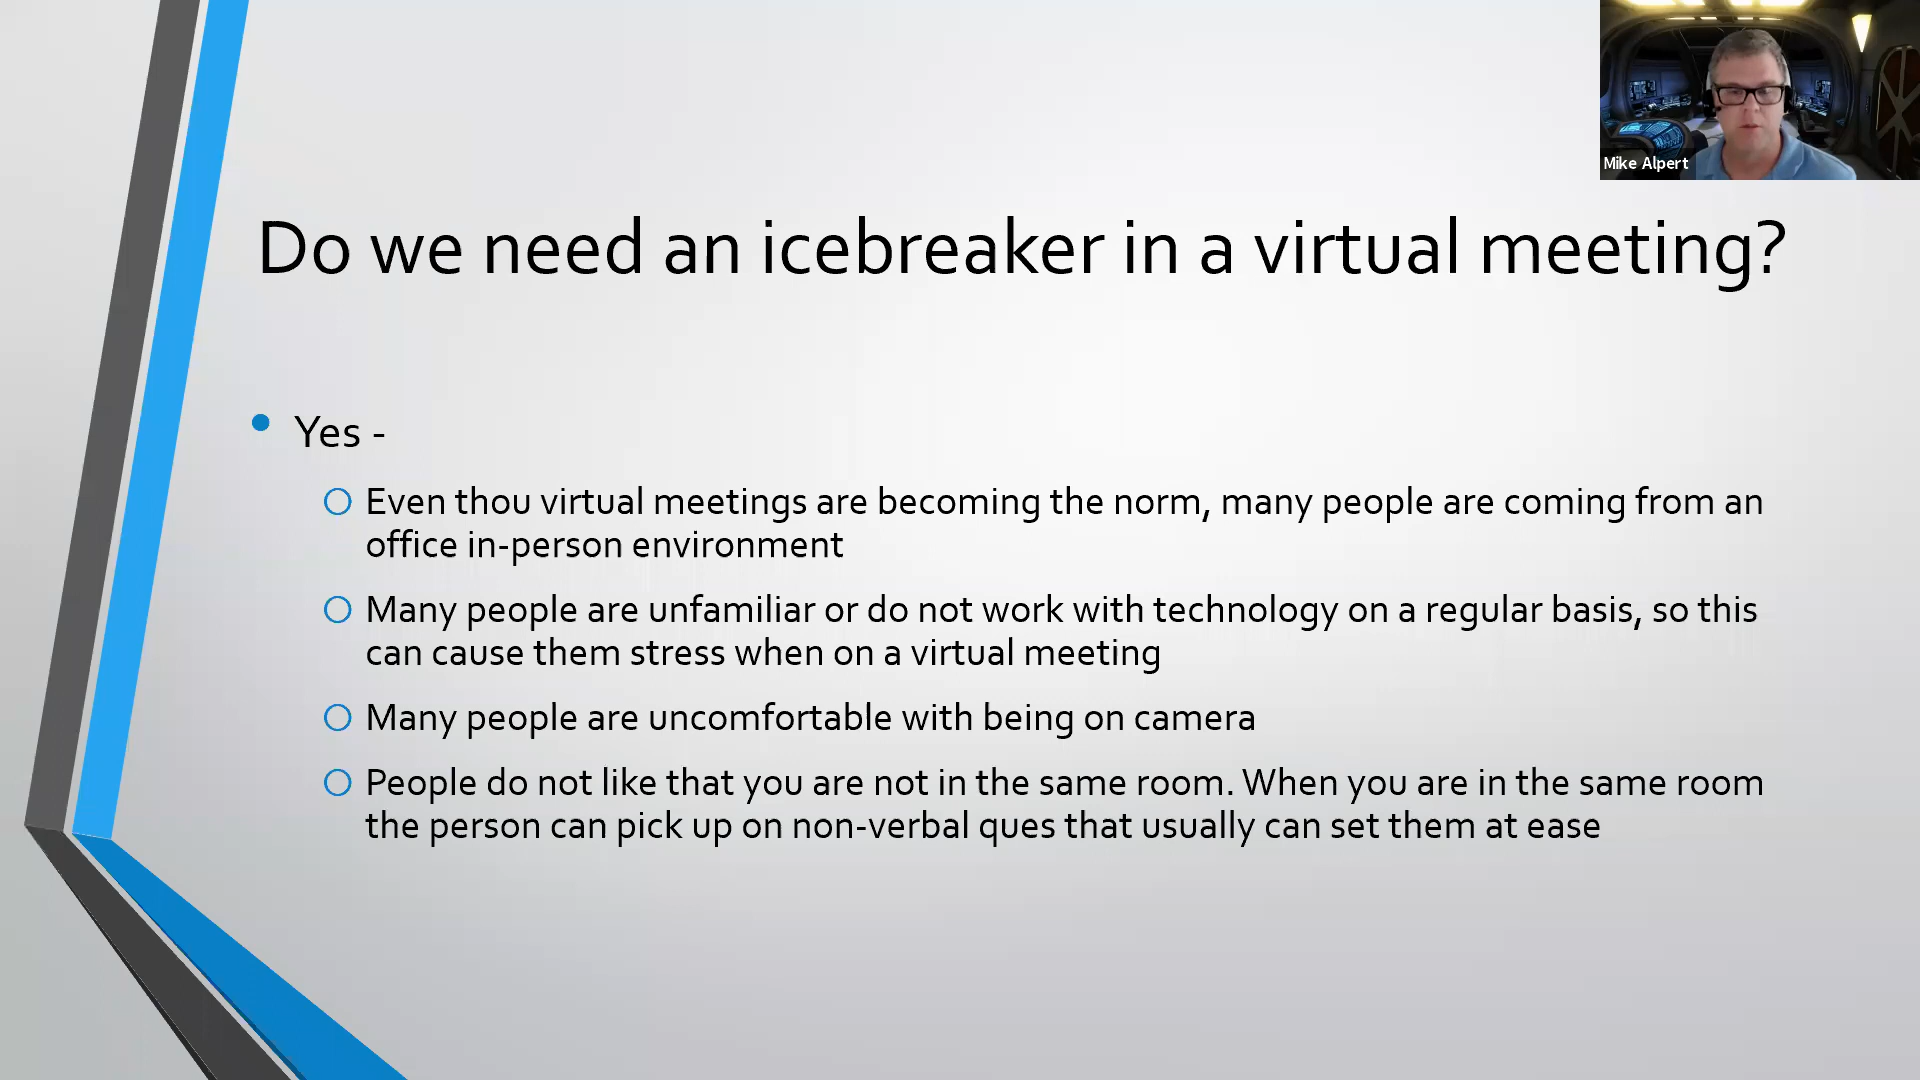 Mike Alpert
Do we need an icebreaker in a virtual meeting?
Yes -
Even thou virtual meetings are becoming the norm, many people are coming from an
office in-person environment
Many people are unfamiliar or do not work with technology on a regular basis, so this
can cause them stress when on a virtual meeting
Many people are uncomfortable with being on camera
People do not like that you are not in the same room. When you are in the same room
the person can pick up on non-verbal ques that usually can set them at ease